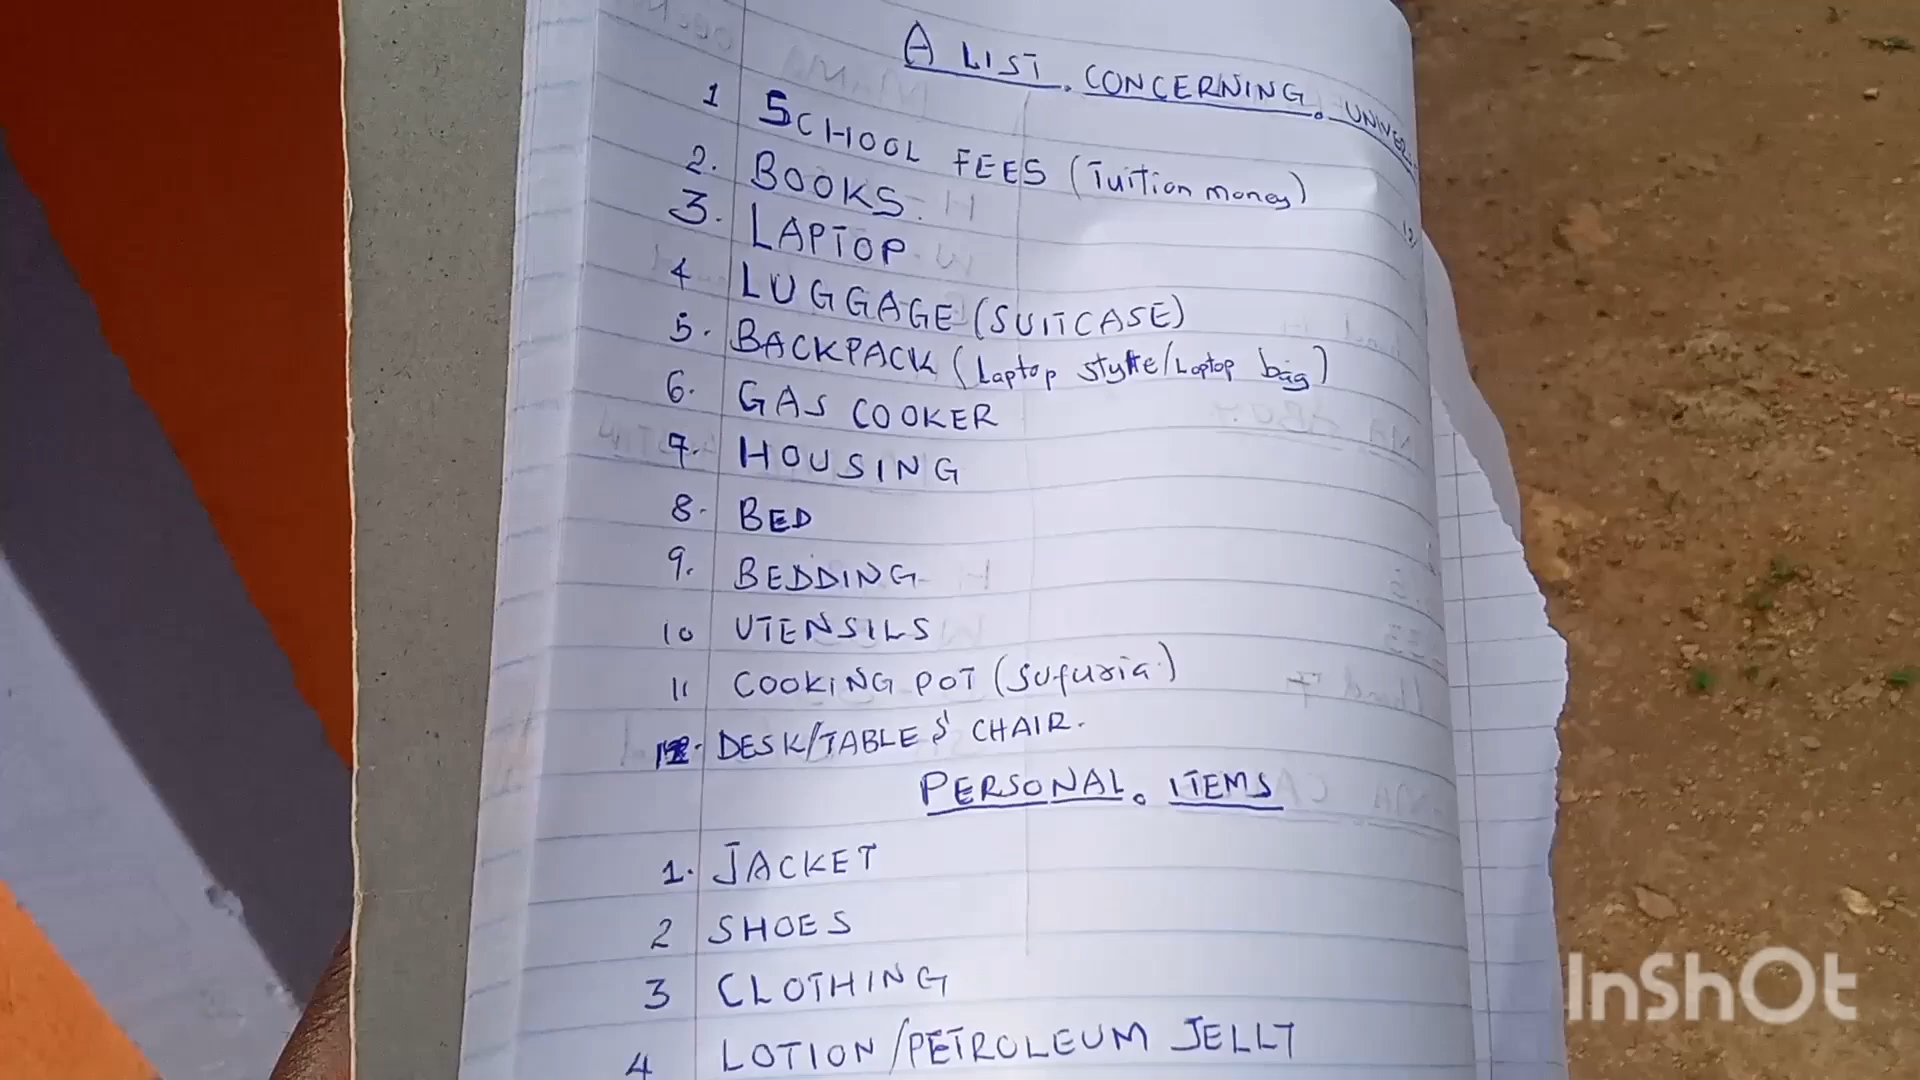 A LIST. CONCERNING.
1 SCHOOL FEES (Tuition money)
2. BOOKS.
3. LAPTOP
4 LUGGAGE (SUITCASE)
5. BACKPACK (Laptop style/Laptop bag)
6. GAS COOKER
7. HOUSING
8. BED
9. BEDDING
10 UTENSILS
11 COOKING POT (Sufuria)
12. DESK/TABLE & CHAIR.
PERSONAL. ITEMS
1. JACKET
2 SHOES
3 CLOTHING
4 LOTION/PETROLEUM JELLY
InShOt